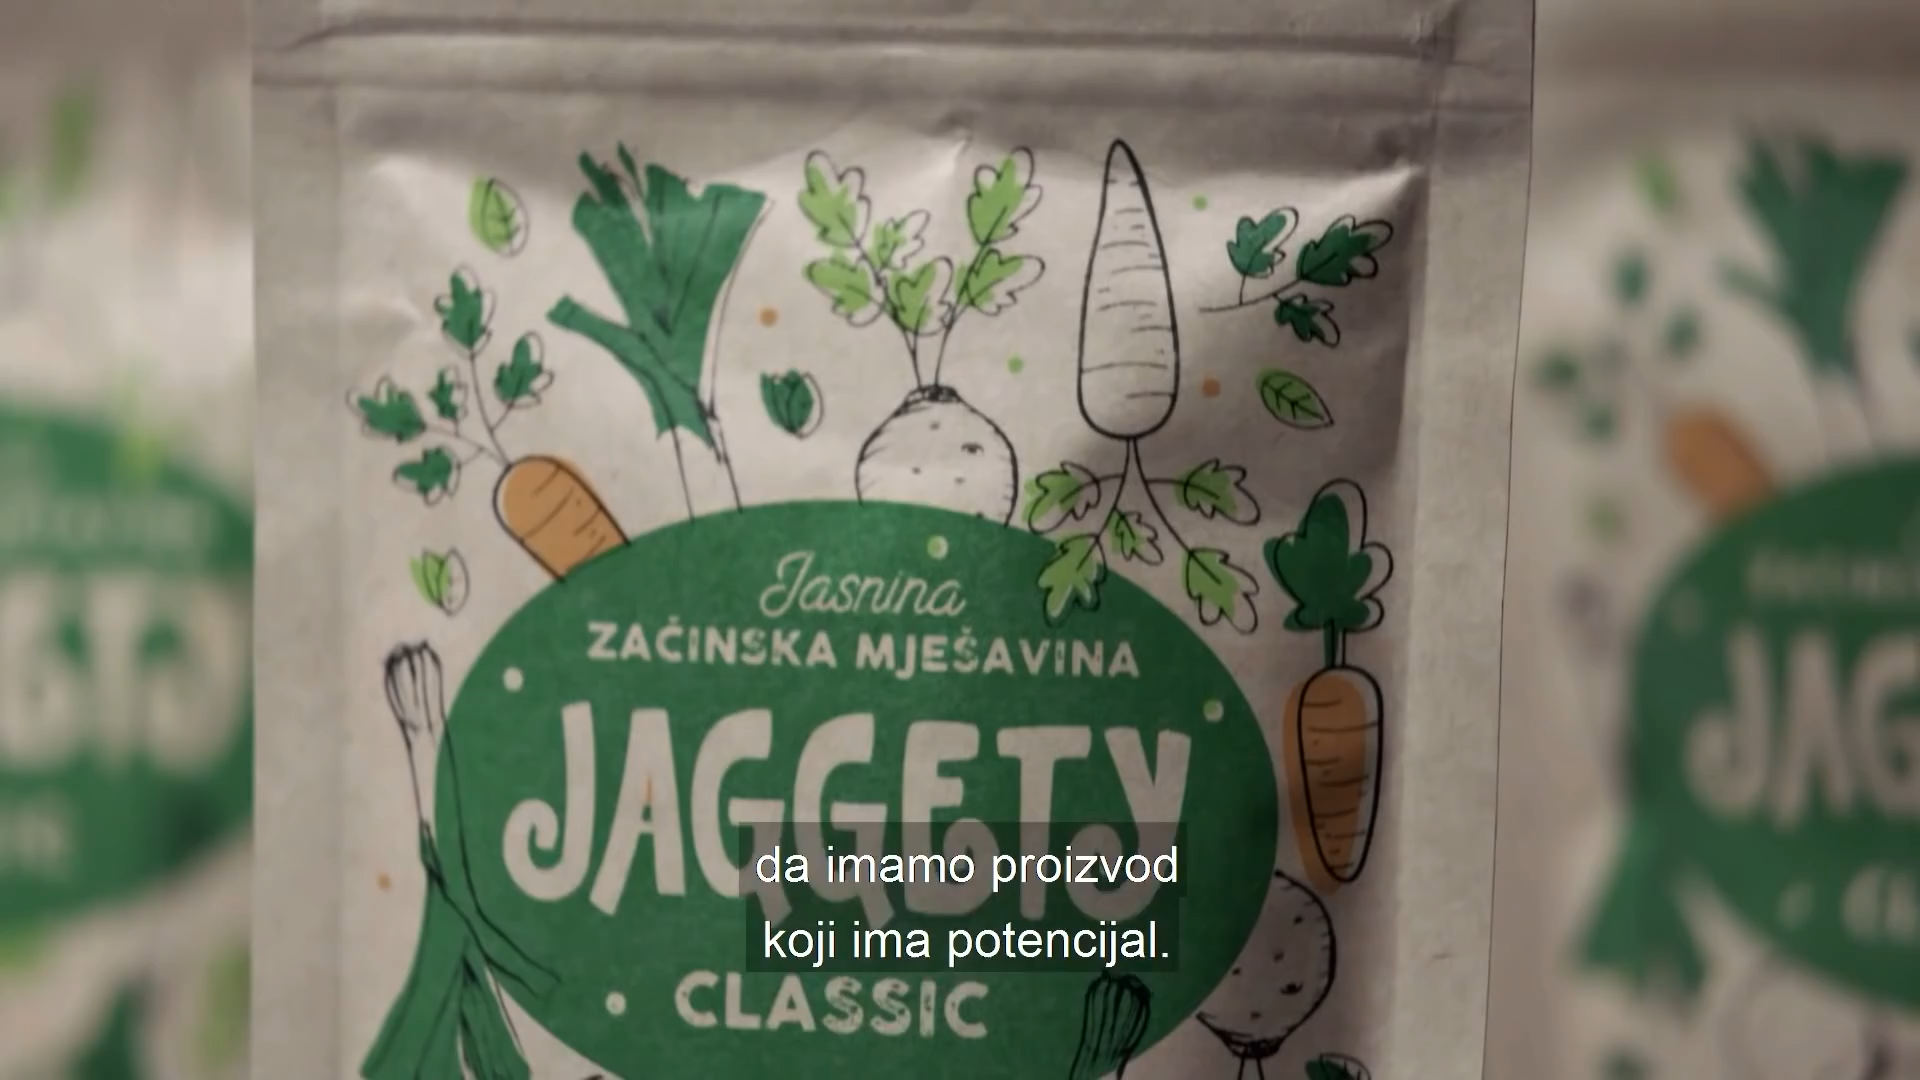 Jasnina
ZAČINSKA MJEŠAVINA
JAGGETY
da imamo proizvod
koji ima potencijal.
CLASSIC